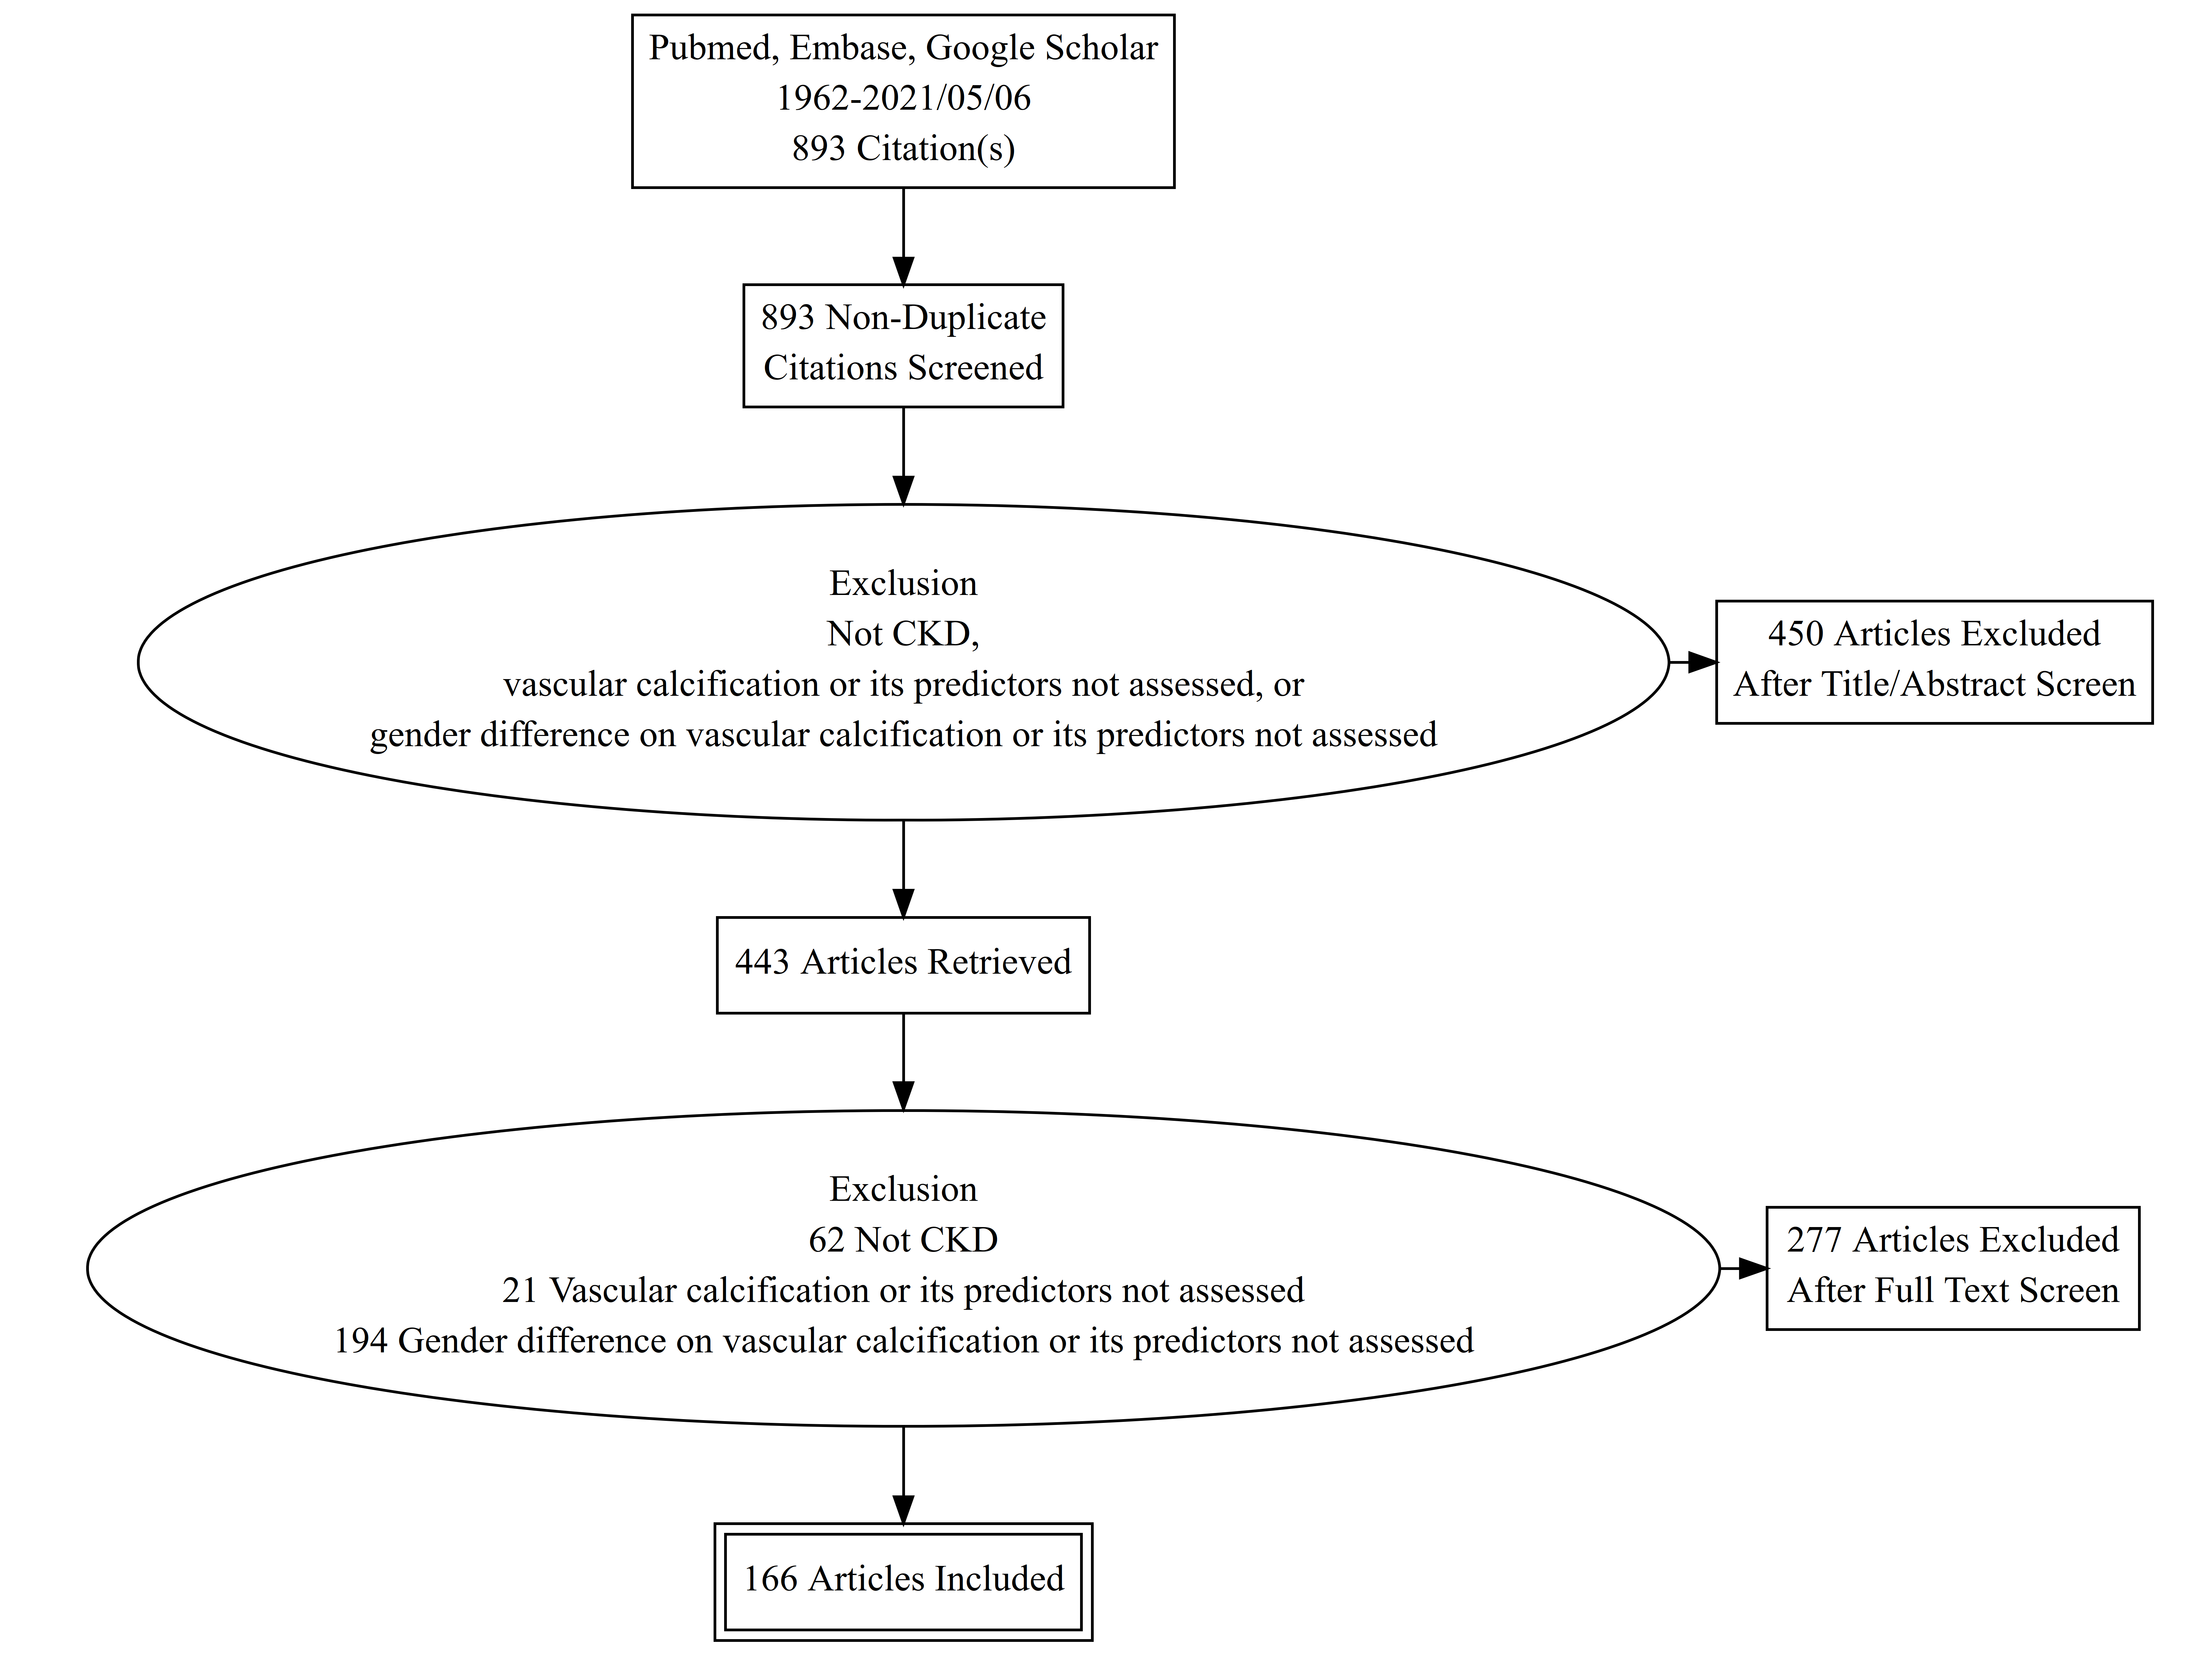 Pubmed, Embase, Google Scholar
1962-2021/05/06
893 Citation(s)
893 Non-Duplicate
Citations Screened
Exclusion
Not CKD,
vascular calcification or its predictors not assessed, or
gender difference on vascular calcification or its predictors not assessed
450 Articles Excluded
After Title/Abstract Screen
443 Articles Retrieved
Exclusion
62 Not CKD
21 Vascular calcification or its predictors not assessed
194 Gender difference on vascular calcification or its predictors not assessed
277 Articles Excluded
After Full Text Screen
166 Articles Included